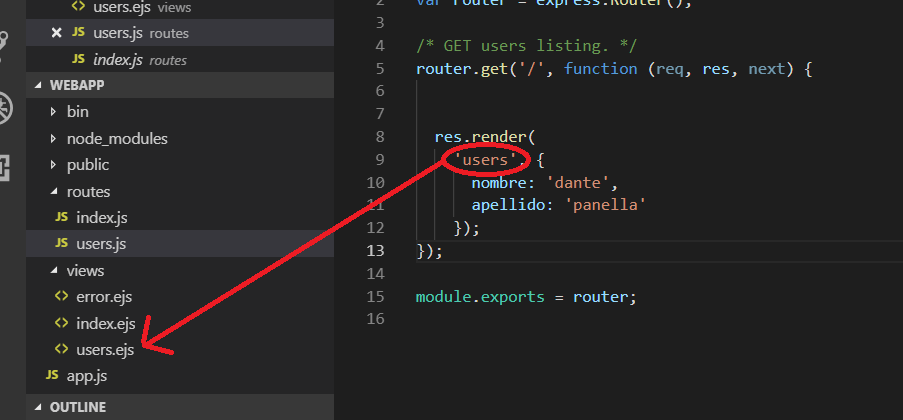 users.ejs views
users.js routes
index.js routes
WEBAPP
bin
node_modules
public
routes
JS index.js
JS users.js
views
<> error.ejs
<> index.ejs
<> users.ejs
JS app.js
OUTLINE
2 var router = express.Router();
3
4 /* GET users listing. */
5 router.get('/', function (req, res, next) {
6
7
8 res.render(
9 'users', {
10 nombre: 'dante',
11 apellido: 'panella'
12 });
13 });
14
15 module.exports = router;
16